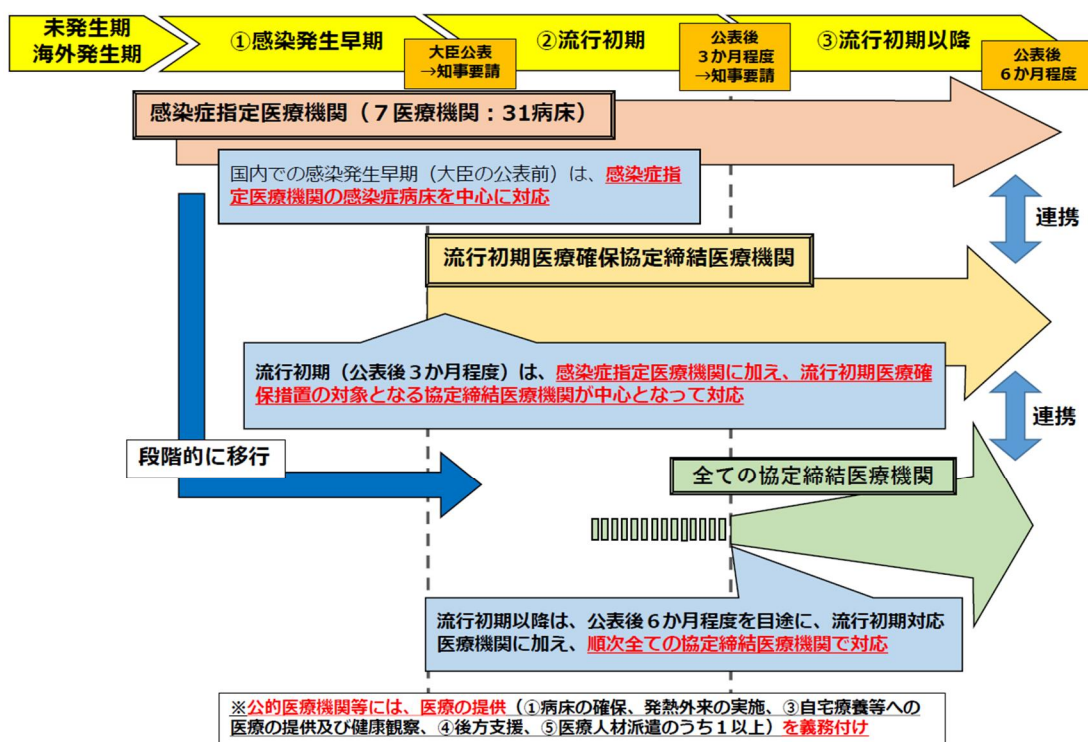 未発生期
海外発生期
①感染発生早期
大臣公表
→知事要請
②流行初期
公表後
3か月程度
→知事要請
③流行初期以降
公表後
6か月程度
感染症指定医療機関（７医療機関：31病床）
国内での感染発生早期（大臣の公表前）は、感染症指
定医療機関の感染症病床を中心に対応
連携
流行初期医療確保協定締結医療機関
流行初期（公表後３か月程度）は、感染症指定医療機関に加え、流行初期医療確
保措置の対象となる協定締結医療機関が中心となって対応
連携
段階的に移行
全ての協定締結医療機関
流行初期以降は、公表後６か月程度を目途に、流行初期対応
医療機関に加え、順次全ての協定締結医療機関で対応
※公的医療機関等には、医療の提供（①病床の確保、発熱外来の実施、③自宅療養等への
医療の提供及び健康観察、④後方支援、⑤医療人材派遣のうち１以上）を義務付け